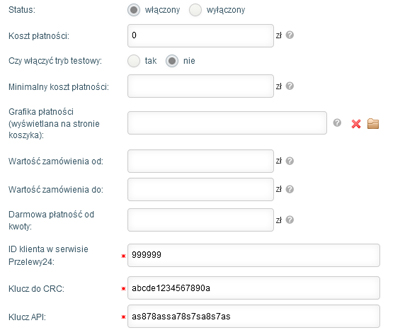 Status: włączony wyłączony
Koszt płatności: 0 zł ?
Czy włączyć tryb testowy: tak nie
Minimalny koszt płatności: zł ?
Grafika płatności
(wyświetlana na stronie ?
koszyka):
Wartość zamówienia od: zł ?
Wartość zamówienia do: zł ?
Darmowa płatność od
kwoty: zł ?
ID klienta w serwisie
Przelewy24: * 999999
Klucz do CRC: * abcde1234567890a
Klucz API: * as878assa78s7sa8s7as